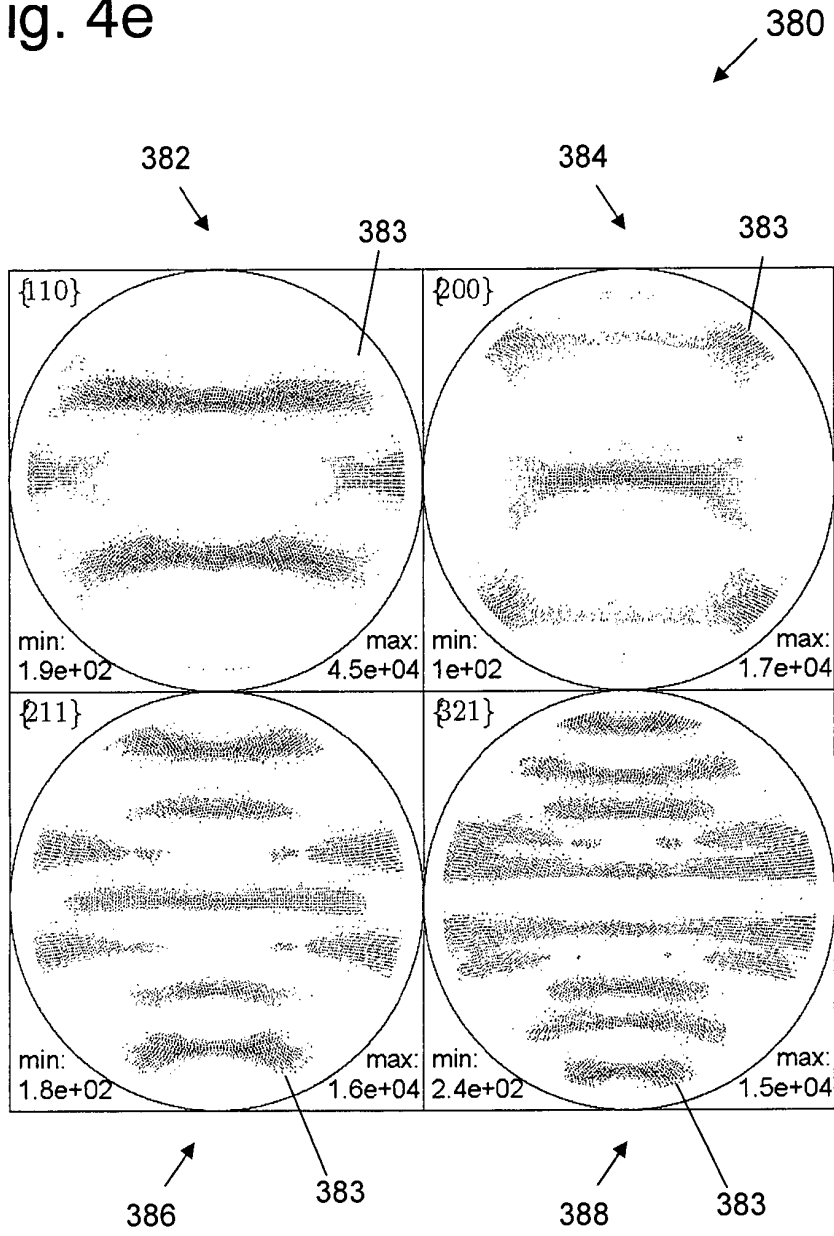 ig. 4e
380
382
384
383
383
{110}
{200}
min:
1.9e+02
max:
4.5e+04
min:
1e+02
max:
1.7e+04
{211}
{321}
min:
1.8e+02
max:
1.6e+04
min:
2.4e+02
max:
1.5e+04
386
383
388
383